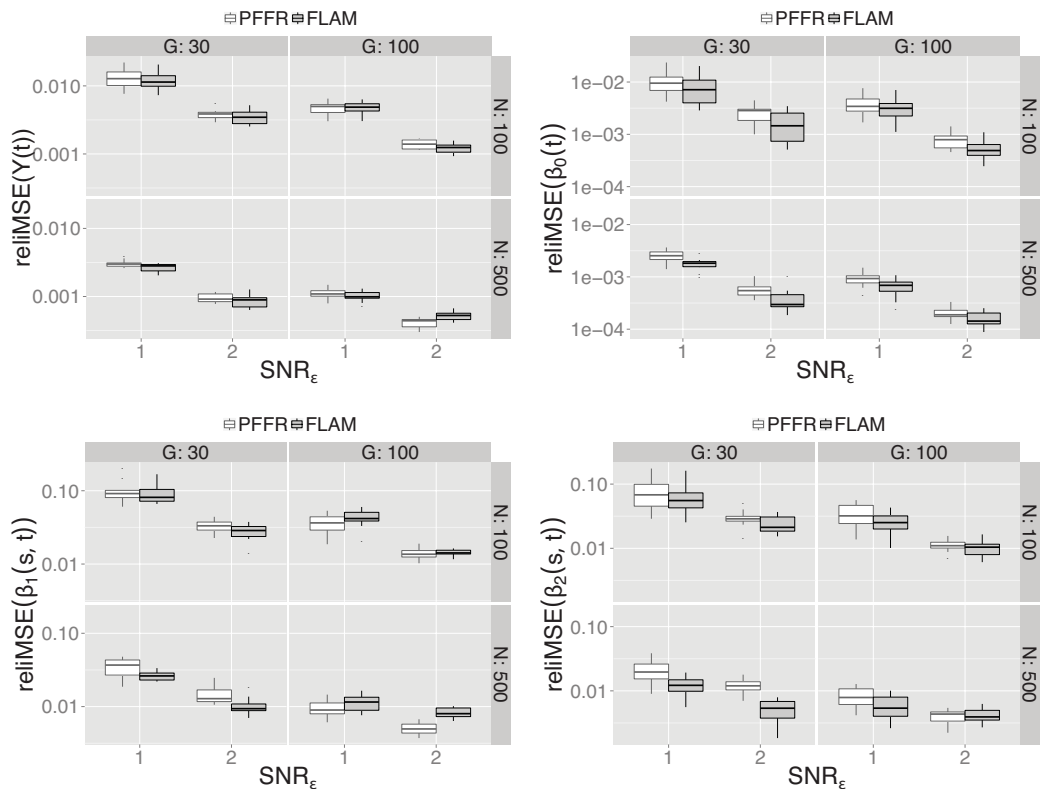 PFFR FLAM
G: 30 G: 100
reliMSE(Y(t))
0.010
0.001
N: 100
0.010
0.001
N: 500
1 2 1 2
SNRε
PFFR FLAM
G: 30 G: 100
reliMSE(β0(t))
1e−02
1e−03
1e−04
N: 100
1e−02
1e−03
1e−04
N: 500
1 2 1 2
SNRε
PFFR FLAM
G: 30 G: 100
reliMSE(β1(s, t))
0.10
0.01
N: 100
0.10
0.01
N: 500
1 2 1 2
SNRε
PFFR FLAM
G: 30 G: 100
reliMSE(β2(s, t))
0.10
0.01
N: 100
0.10
0.01
N: 500
1 2 1 2
SNRε